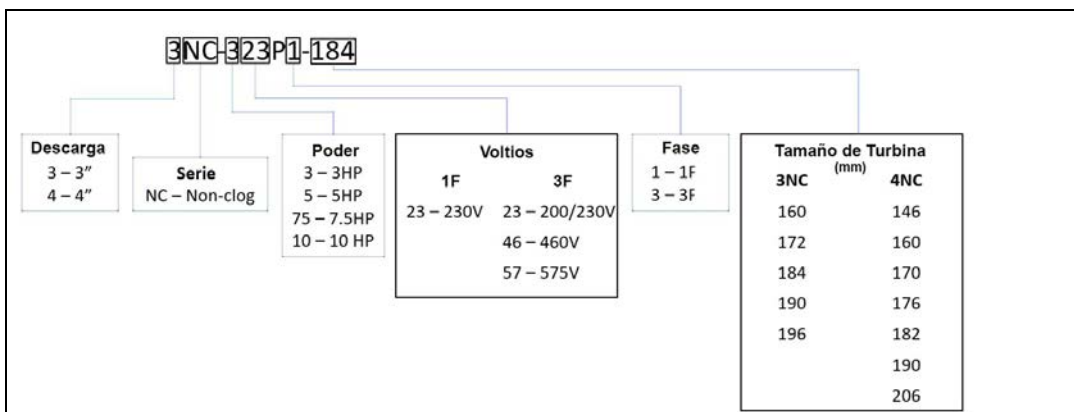 3NC-323P1-184
Descarga
3 – 3"
4 – 4"
Serie
NC – Non-clog
Poder
3 – 3HP
5 – 5HP
75 – 7.5HP
10 – 10 HP
Voltios
1F 3F
23 – 230V 23 – 200/230V
46 – 460V
57 – 575V
Fase
1 – 1F
3 – 3F
Tamaño de Turbina
(mm)
3NC 4NC
160 146
172 160
184 170
190 176
196 182
190
206